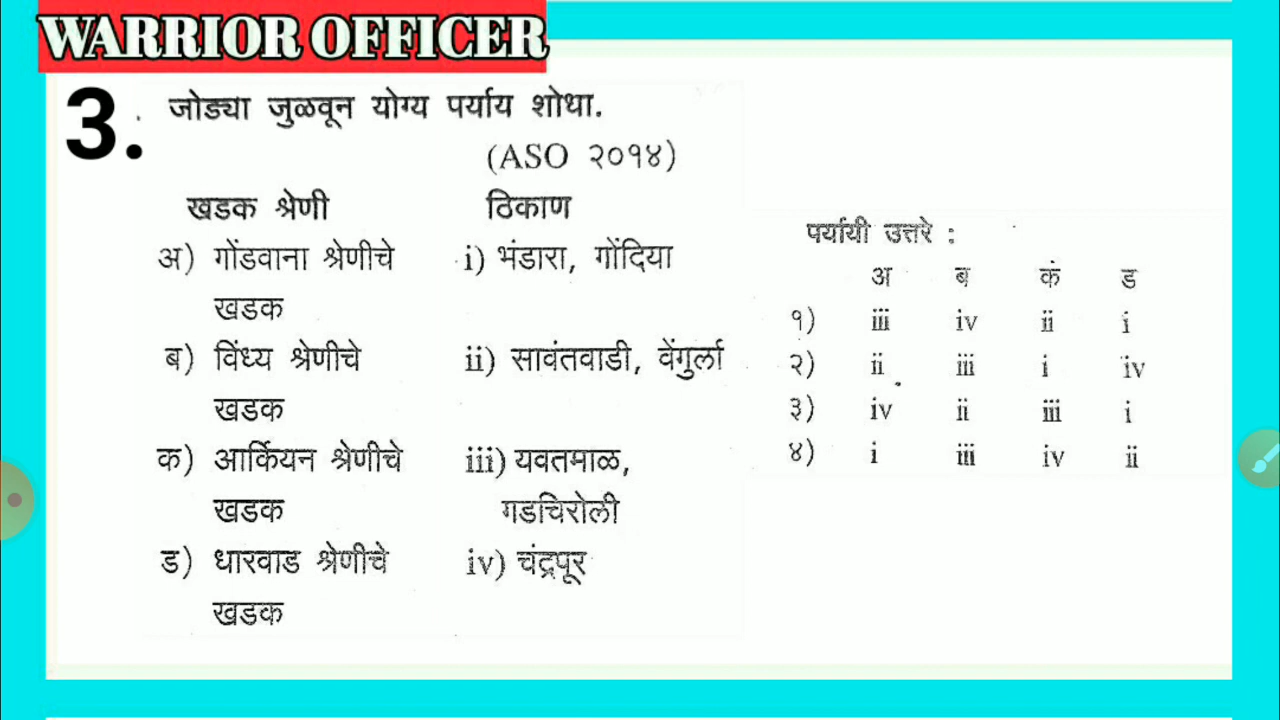 WARRIOR OFFICER
3. जोड्या जुळवून योग्य पर्याय शोधा.
(ASO २०१४)
खडक श्रेणी ठिकाण
अ) गोंडवाना श्रेणीचे i) भंडारा, गोंदिया
खडक
ब) विंध्य श्रेणीचे ii) सावंतवाडी, वेंगुर्ला
खडक
क) आर्कियन श्रेणीचे iii) यवतमाळ,
खडक गडचिरोली
ड) धारवाड श्रेणीचे iv) चंद्रपूर
खडक
पर्यायी उत्तरे :
अ ब कं ड
१) iii iv ii i
२) ii iii i iv
३) iv ii iii i
४) i iii iv ii